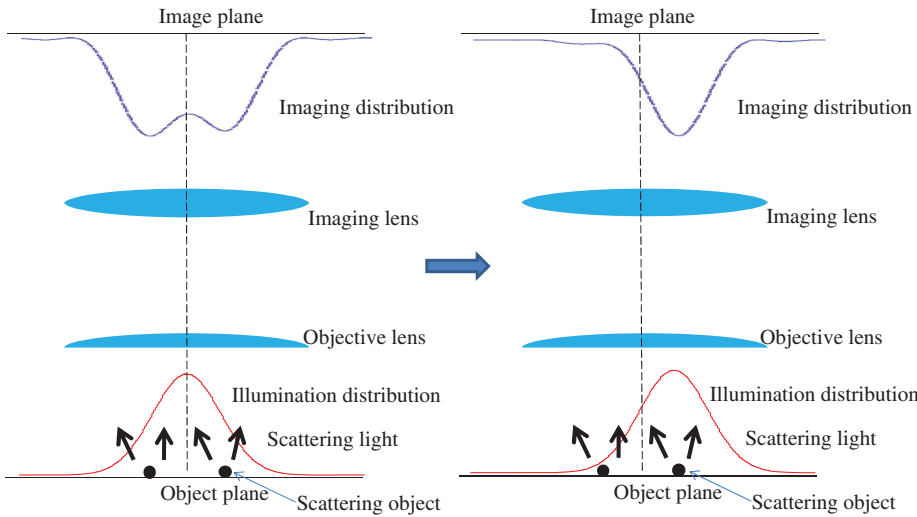 Image plane
Imaging distribution
Imaging lens
Objective lens
Illumination distribution
Scattering light
Object plane
Scattering object
Image plane
Imaging distribution
Imaging lens
Objective lens
Illumination distribution
Scattering light
Object plane
Scattering object